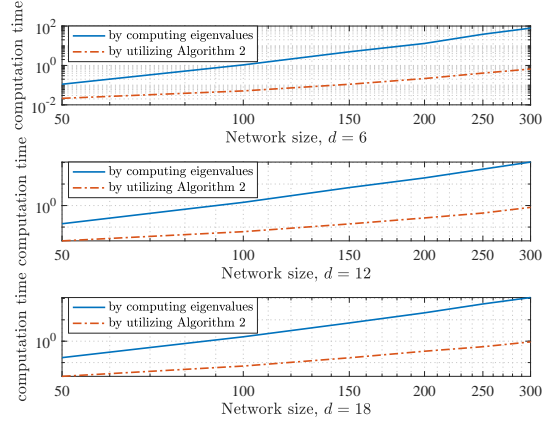 computation time
10^2
10^0
10^-2
by computing eigenvalues
by utilizing Algorithm 2
50 100 150 200 250 300
Network size, d = 6
computation time
10^0
by computing eigenvalues
by utilizing Algorithm 2
50 100 150 200 250 300
Network size, d = 12
computation time
10^0
by computing eigenvalues
by utilizing Algorithm 2
50 100 150 200 250 300
Network size, d = 18